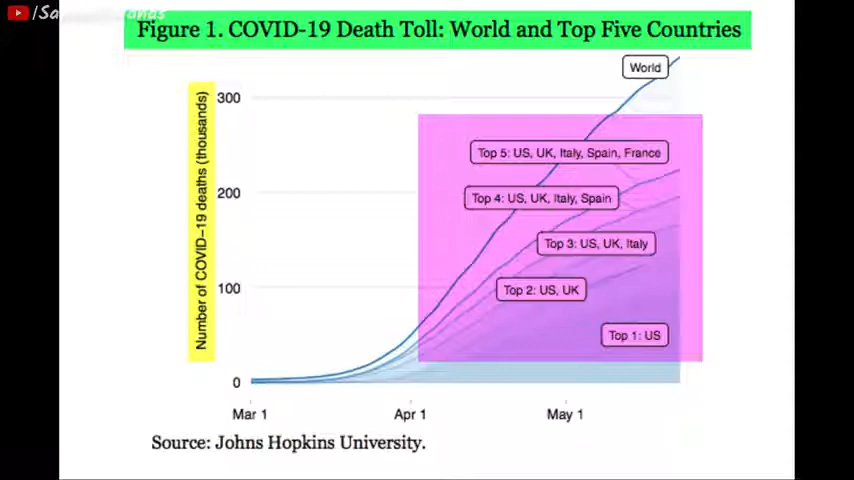 Figure 1. COVID-19 Death Toll: World and Top Five Countries
World
300
Top 5: US, UK, Italy, Spain, France
200
Top 4: US, UK, Italy, Spain
Top 3: US, UK, Italy
100
Top 2: US, UK
Top 1: US
0
Number of COVID–19 deaths (thousands)
Mar 1
Apr 1
May 1
Source: Johns Hopkins University.